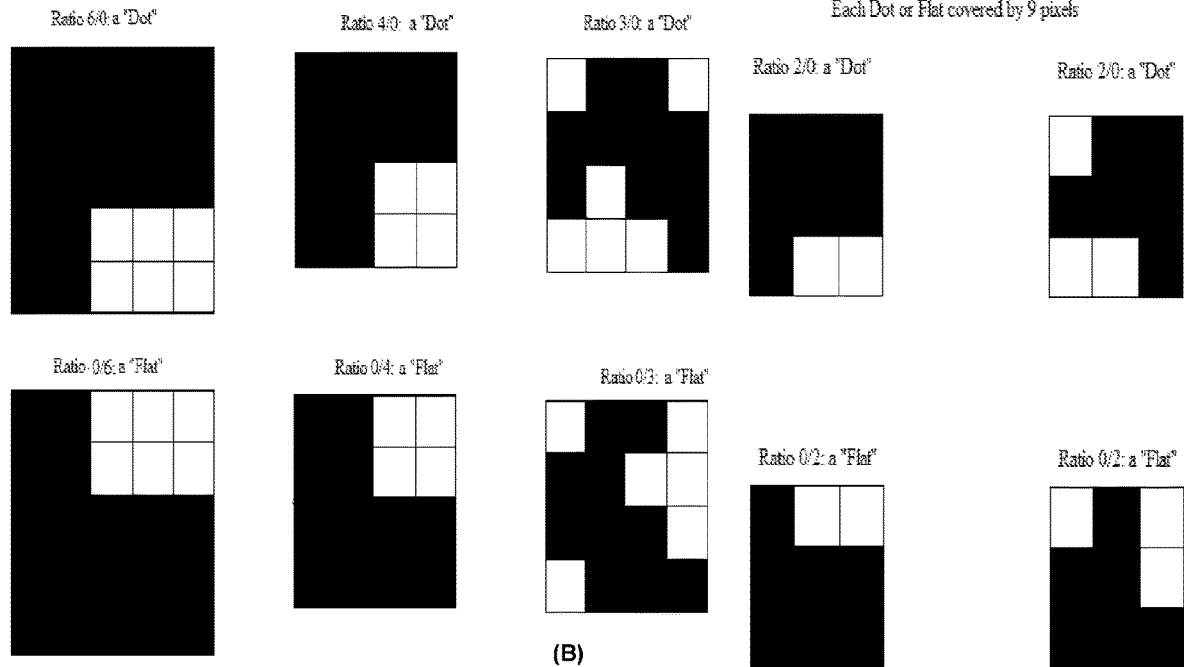 Ratio 6/0: a "Dot"
Ratio 4/0: a "Dot"
Ratio 3/0: a "Dot"
Each Dot or Flat covered by 9 pixels
Ratio 2/0: a "Dot"
Ratio 2/0: a "Dot"
Ratio 0/6: a "Flat"
Ratio 0/4: a "Flat"
Ratio 0/3: a "Flat"
Ratio 0/2: a "Flat"
Ratio 0/2: a "Flat"
(B)